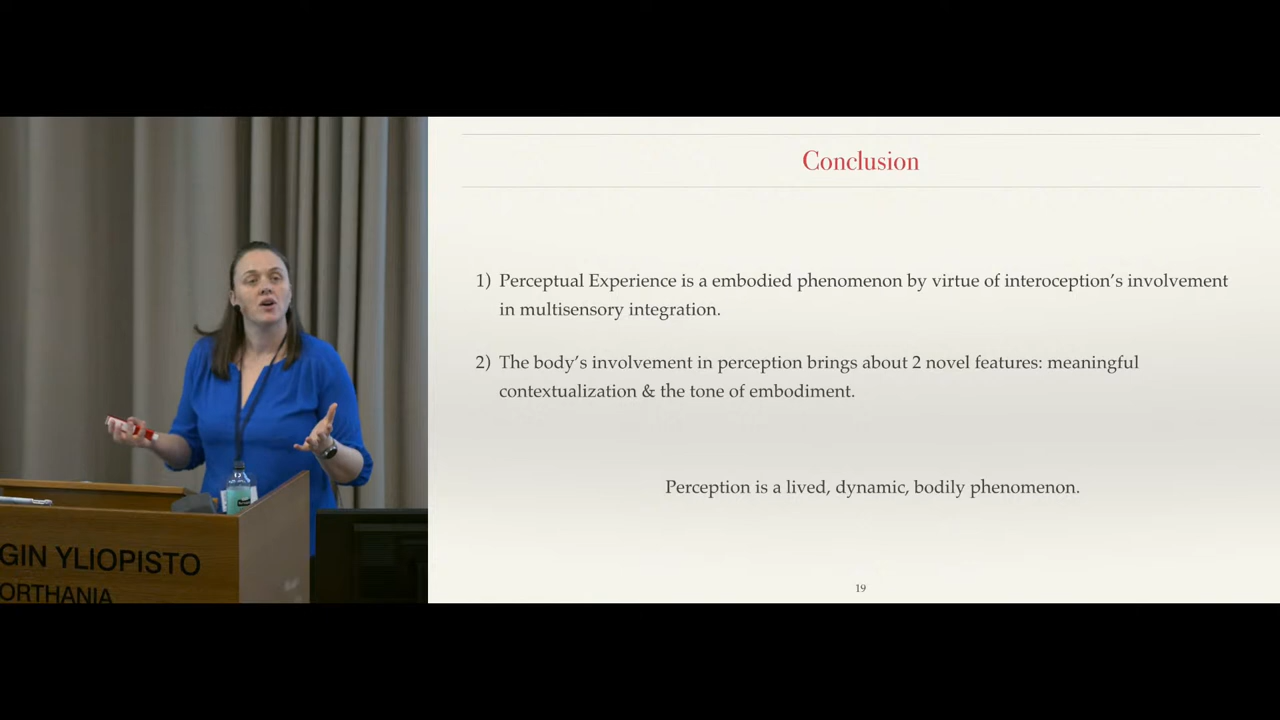 Conclusion
1) Perceptual Experience is a embodied phenomenon by virtue of interoception's involvement
in multisensory integration.
2) The body's involvement in perception brings about 2 novel features: meaningful
contextualization & the tone of embodiment.
Perception is a lived, dynamic, bodily phenomenon.
19
GIN YLIOPISTO
ORTHANIA